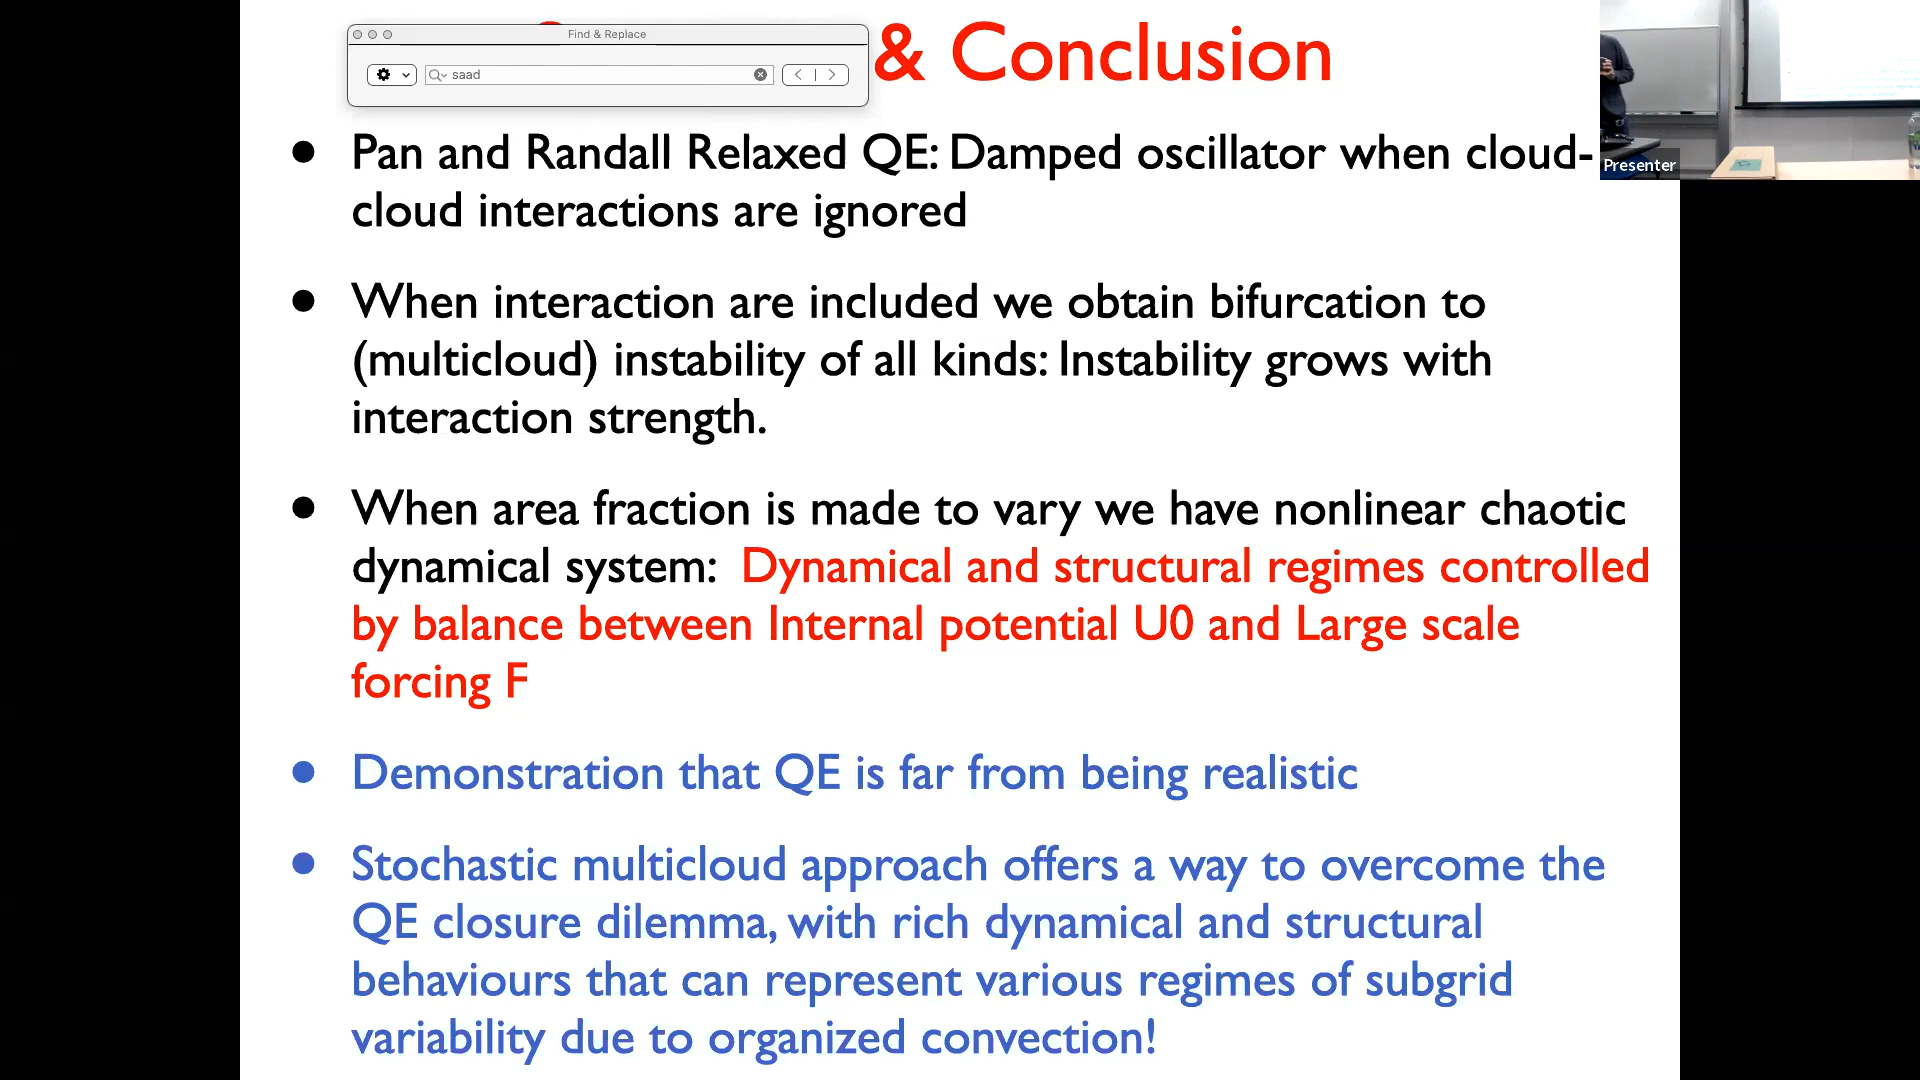 Find & Replace
saad
& Conclusion
Presenter
• Pan and Randall Relaxed QE: Damped oscillator when cloud-
cloud interactions are ignored
• When interaction are included we obtain bifurcation to
(multicloud) instability of all kinds: Instability grows with
interaction strength.
• When area fraction is made to vary we have nonlinear chaotic
dynamical system: Dynamical and structural regimes controlled
by balance between Internal potential U0 and Large scale
forcing F
• Demonstration that QE is far from being realistic
• Stochastic multicloud approach offers a way to overcome the
QE closure dilemma, with rich dynamical and structural
behaviours that can represent various regimes of subgrid
variability due to organized convection!